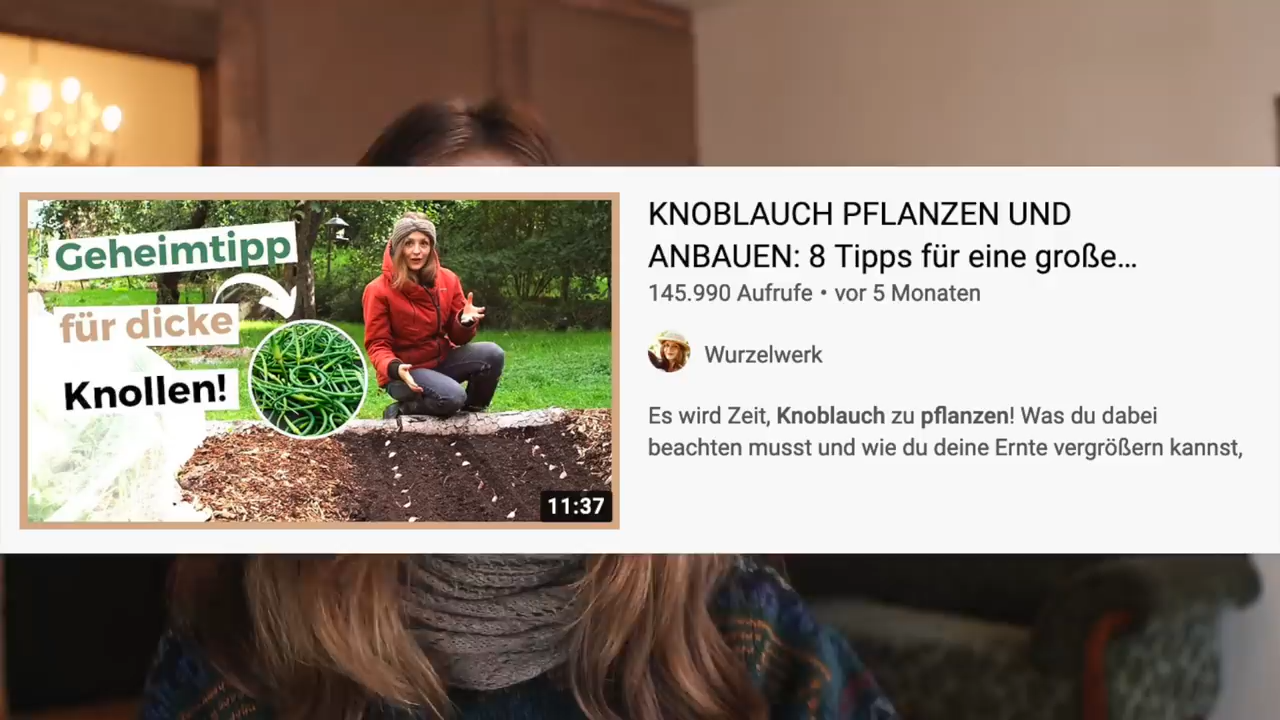 Geheimtipp
für dicke
Knollen!
11:37
KNOBLAUCH PFLANZEN UND
ANBAUEN: 8 Tipps für eine große…
145.990 Aufrufe • vor 5 Monaten
Wurzelwerk
Es wird Zeit, Knoblauch zu pflanzen! Was du dabei
beachten musst und wie du deine Ernte vergrößern kannst,